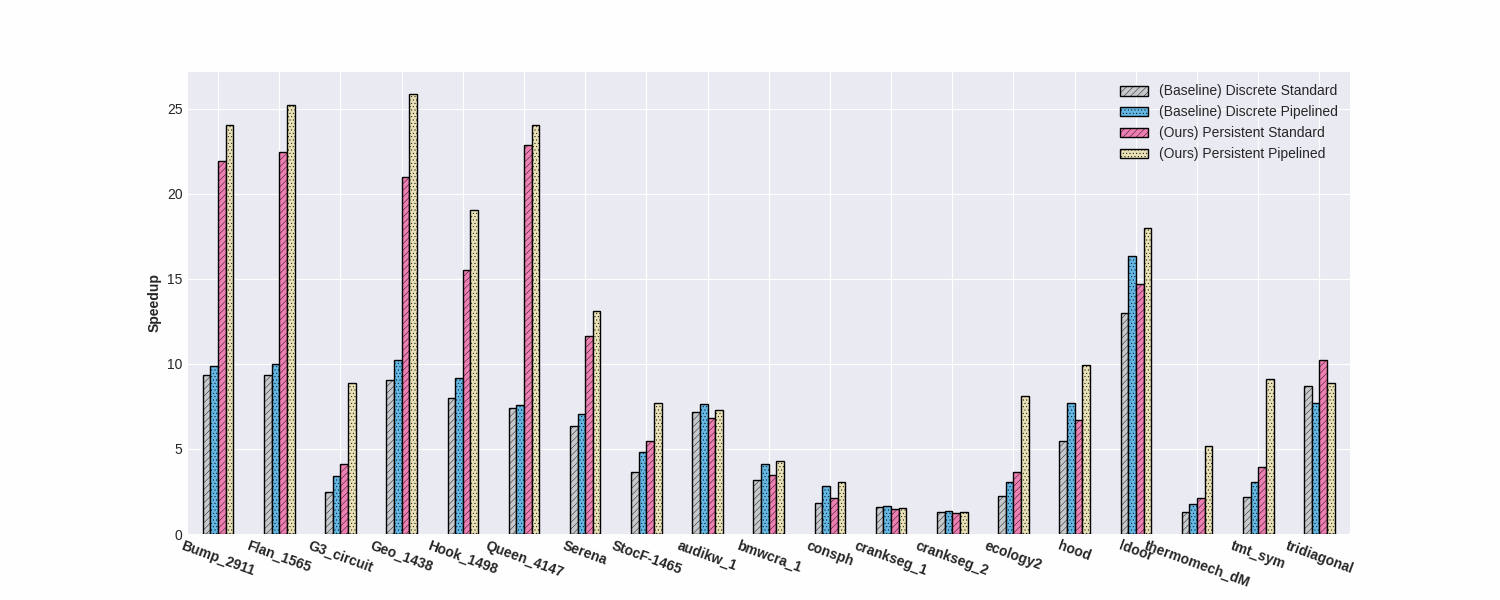 (Baseline) Discrete Standard
(Baseline) Discrete Pipelined
(Ours) Persistent Standard
(Ours) Persistent Pipelined
Speedup
25
20
15
10
5
0
Bump_2911
Flan_1565
G3_circuit
Geo_1438
Hook_1498
Queen_4147
Serena
StocF-1465
audikw_1
bmwcra_1
consph
crankseg_1
crankseg_2
ecology2
hood
ldoor
thermomech_dM
tmt_sym
tridiagonal